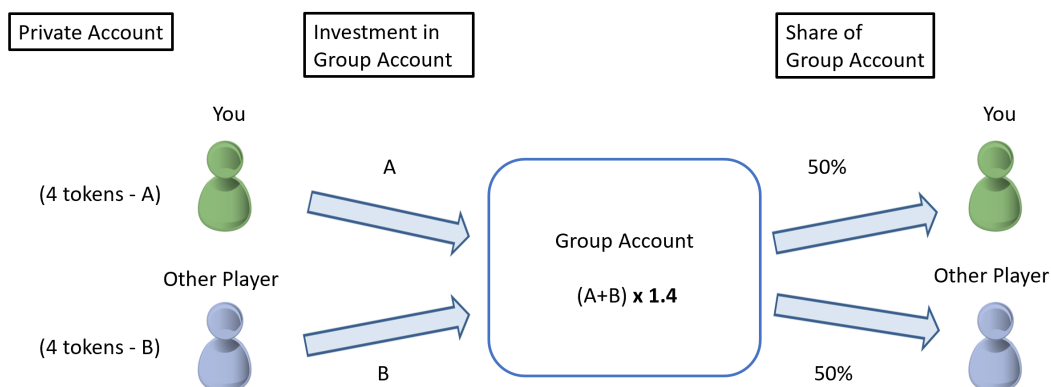 Private Account
Investment in
Group Account
Share of
Group Account
You
You
A
50%
(4 tokens - A)
Group Account
(A+B) x 1.4
Other Player
Other Player
(4 tokens - B)
B
50%